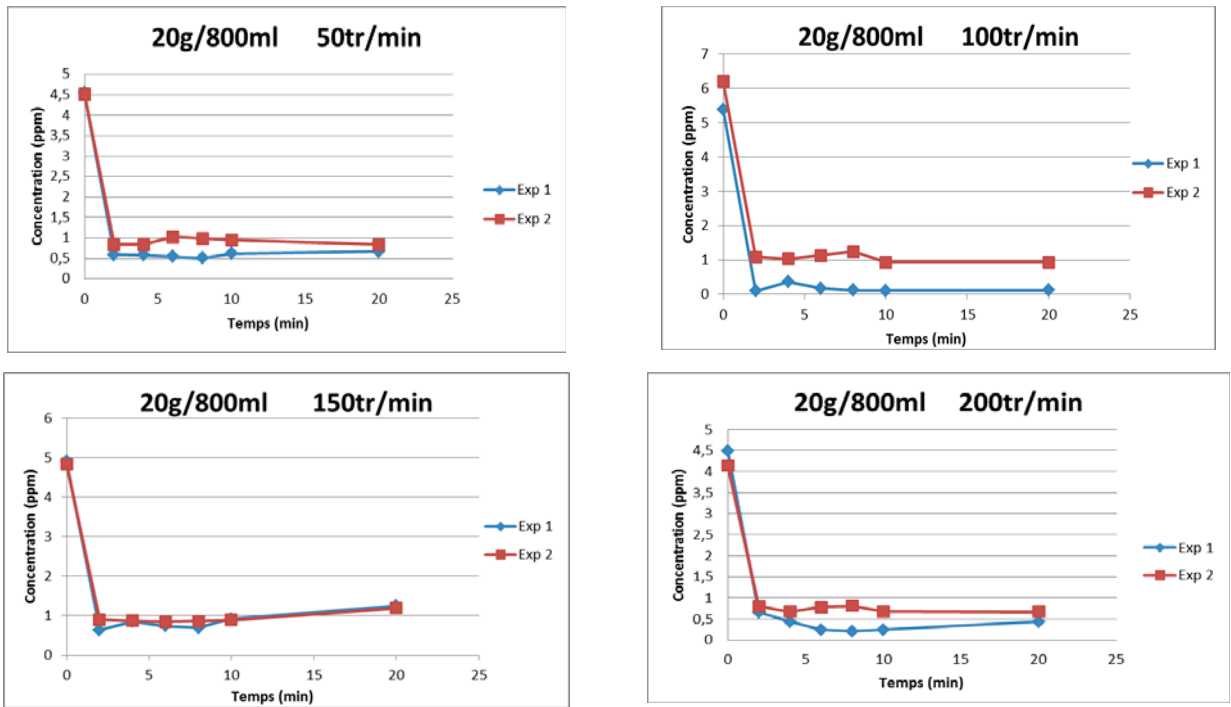 20g/800ml 50tr/min
5
4,5
4
3,5
3
2,5
2
1,5
1
0,5
0
Concentration (ppm)
0 5 10 15 20 25
Temps (min)
Exp 1
Exp 2
20g/800ml 100tr/min
7
6
5
4
3
2
1
0
Concentration (ppm)
0 5 10 15 20 25
Temps (min)
Exp 1
Exp 2
20g/800ml 150tr/min
6
5
4
3
2
1
0
Concentration (ppm)
0 5 10 15 20 25
Temps (min)
Exp 1
Exp 2
20g/800ml 200tr/min
5
4,5
4
3,5
3
2,5
2
1,5
1
0,5
0
Concentration (ppm)
0 5 10 15 20 25
Temps (min)
Exp 1
Exp 2